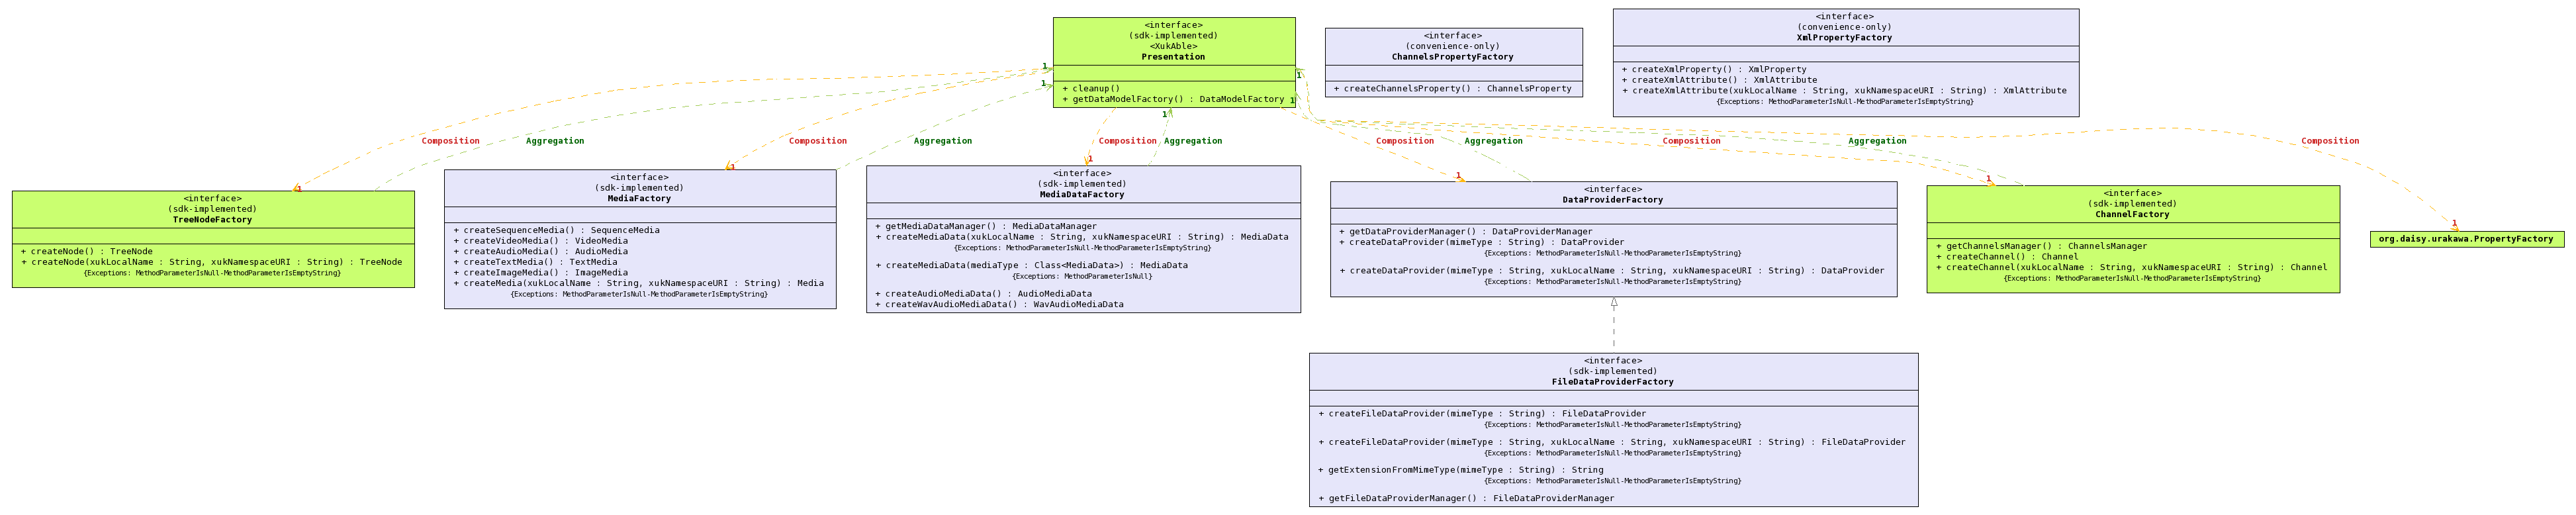 <interface>
(sdk-implemented)
<XukAble>
Presentation
+ cleanup()
+ getDataModelFactory() : DataModelFactory
<interface>
(convenience-only)
ChannelsPropertyFactory
+ createChannelsProperty() : ChannelsProperty
<interface>
(convenience-only)
XmlPropertyFactory
+ createXmlProperty() : XmlProperty
+ createXmlAttribute() : XmlAttribute
+ createXmlAttribute(xukLocalName : String, xukNamespaceURI : String) : XmlAttribute
{Exceptions: MethodParameterIsNull-MethodParameterIsEmptyString}
1
1
1
1
1
Composition
Aggregation
Composition
Aggregation
Composition
Aggregation
Composition
Aggregation
Composition
Aggregation
Composition
1
1
1
1
1
1
<interface>
(sdk-implemented)
TreeNodeFactory
+ createNode() : TreeNode
+ createNode(xukLocalName : String, xukNamespaceURI : String) : TreeNode
{Exceptions: MethodParameterIsNull-MethodParameterIsEmptyString}
<interface>
(sdk-implemented)
MediaFactory
+ createSequenceMedia() : SequenceMedia
+ createVideoMedia() : VideoMedia
+ createAudioMedia() : AudioMedia
+ createTextMedia() : TextMedia
+ createImageMedia() : ImageMedia
+ createMedia(xukLocalName : String, xukNamespaceURI : String) : Media
{Exceptions: MethodParameterIsNull-MethodParameterIsEmptyString}
<interface>
(sdk-implemented)
MediaDataFactory
+ getMediaDataManager() : MediaDataManager
+ createMediaData(xukLocalName : String, xukNamespaceURI : String) : MediaData
{Exceptions: MethodParameterIsNull-MethodParameterIsEmptyString}
+ createMediaData(mediaType : Class<MediaData>) : MediaData
{Exceptions: MethodParameterIsNull}
+ createAudioMediaData() : AudioMediaData
+ createWavAudioMediaData() : WavAudioMediaData
<interface>
DataProviderFactory
+ getDataProviderManager() : DataProviderManager
+ createDataProvider(mimeType : String) : DataProvider
{Exceptions: MethodParameterIsNull-MethodParameterIsEmptyString}
+ createDataProvider(mimeType : String, xukLocalName : String, xukNamespaceURI : String) : DataProvider
{Exceptions: MethodParameterIsNull-MethodParameterIsEmptyString}
<interface>
(sdk-implemented)
ChannelFactory
+ getChannelsManager() : ChannelsManager
+ createChannel() : Channel
+ createChannel(xukLocalName : String, xukNamespaceURI : String) : Channel
{Exceptions: MethodParameterIsNull-MethodParameterIsEmptyString}
org.daisy.urakawa.PropertyFactory
<interface>
(sdk-implemented)
FileDataProviderFactory
+ createFileDataProvider(mimeType : String) : FileDataProvider
{Exceptions: MethodParameterIsNull-MethodParameterIsEmptyString}
+ createFileDataProvider(mimeType : String, xukLocalName : String, xukNamespaceURI : String) : FileDataProvider
{Exceptions: MethodParameterIsNull-MethodParameterIsEmptyString}
+ getExtensionFromMimeType(mimeType : String) : String
{Exceptions: MethodParameterIsNull-MethodParameterIsEmptyString}
+ getFileDataProviderManager() : FileDataProviderManager